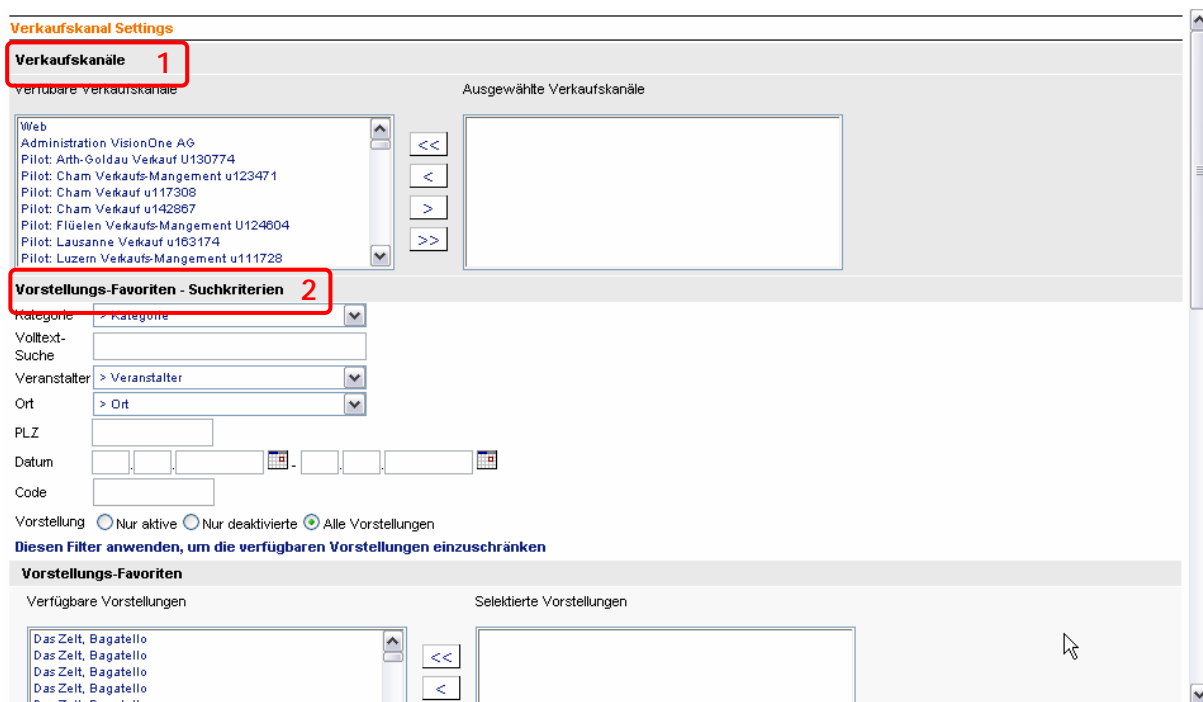 Verkaufskanal Settings
Verkaufskanäle 1
Verfübare Verkaufskanäle Ausgewählte Verkaufskanäle
Web
Administration VisionOne AG
Pilot: Arth-Goldau Verkauf U130774
Pilot: Cham Verkaufs-Mangement u123471
Pilot: Cham Verkauf u117308
Pilot: Cham Verkauf u142867
Pilot: Flüelen Verkaufs-Mangement U124604
Pilot: Lausanne Verkauf u163174
Pilot: Luzern Verkaufs-Mangement u111728
<<
<
>
>>
Vorstellungs-Favoriten - Suchkriterien 2
Kategorie > Kategorie
Volltext-
Suche
Veranstalter > Veranstalter
Ort > Ort
PLZ
Datum . . - . .
Code
Vorstellung Nur aktive Nur deaktivierte Alle Vorstellungen
Diesen Filter anwenden, um die verfügbaren Vorstellungen einzuschränken
Vorstellungs-Favoriten
Verfügbare Vorstellungen Selektierte Vorstellungen
Das Zelt, Bagatello
Das Zelt, Bagatello
Das Zelt, Bagatello
Das Zelt, Bagatello
<<
<